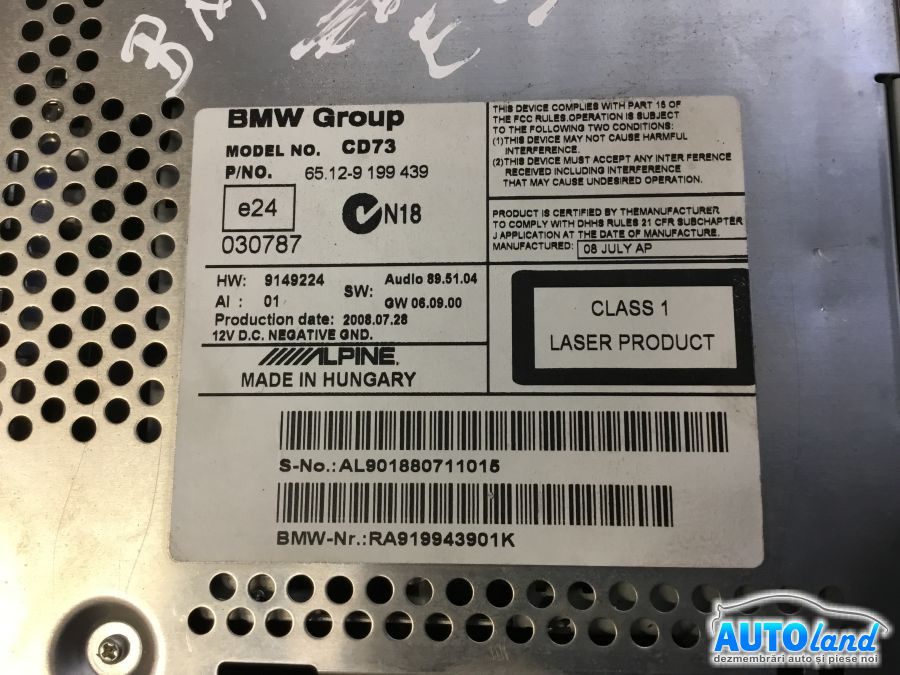 BMW Group
MODEL NO. CD73
P/NO. 65.12-9 199 439
e24
N18
030787
HW: 9149224
AI : 01
SW: Audio 89.51.04
GW 06.09.00
Production date: 2008.07.28
12V D.C. NEGATIVE GND.
ALPINE
MADE IN HUNGARY
THIS DEVICE COMPLIES WITH PART 15 OF
THE FCC RULES.OPERATION IS SUBJECT
TO THE FOLLOWING TWO CONDITIONS:
(1)THIS DEVICE MAY NOT CAUSE HARMFUL
INTERFERENCE.
(2)THIS DEVICE MUST ACCEPT ANY INTER FERENCE
RECEIVED INCLUDING INTERFERENCE
THAT MAY CAUSE UNDESIRED OPERATION.
PRODUCT IS CERTIFIED BY THEMANUFACTURER
TO COMPLY WITH DHHS RULES 21 CFR SUBCHAPTER
J APPLICATION AT THE DATE OF MANUFACTURE.
MANUFACTURED: 08 JULY AP
CLASS 1
LASER PRODUCT
S-No.:AL901880711015
BMW-Nr.:RA919943901K
AUTOland
dezmembrări auto și piese noi